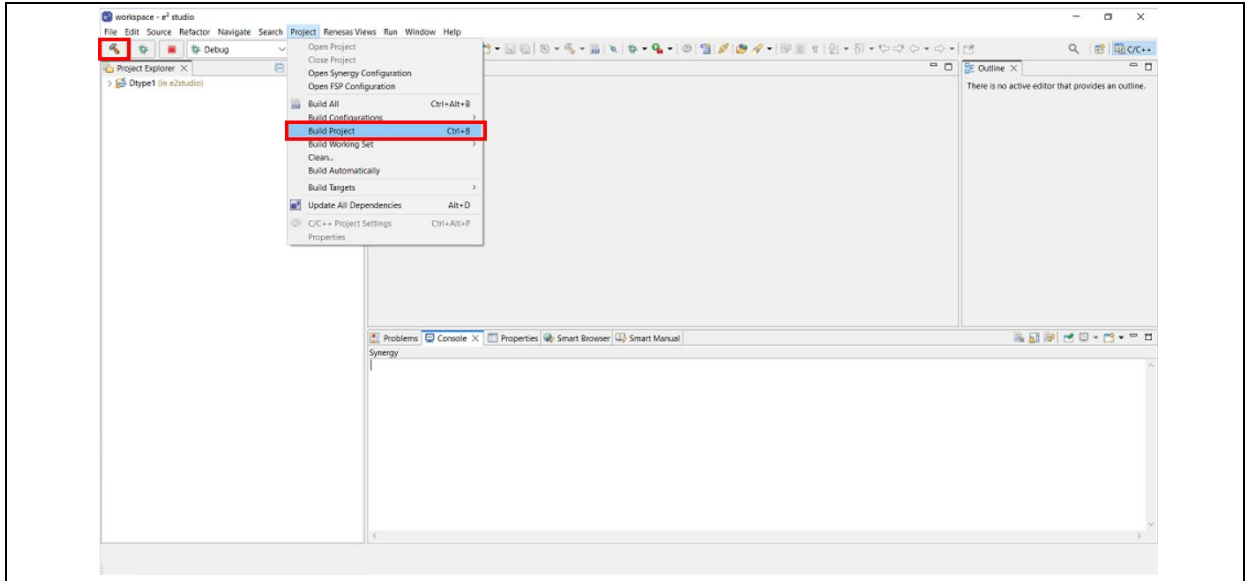 workspace - e² studio
File Edit Source Refactor Navigate Search Project Renesas Views Run Window Help
Debug
C/C++
Project Explorer
Dtype1 (in e2studio)
Open Project
Close Project
Open Synergy Configuration
Open FSP Configuration
Build All Ctrl+Alt+B
Build Configurations
Build Project Ctrl+B
Build Working Set
Clean...
Build Automatically
Build Targets
Update All Dependencies Alt+D
C/C++ Project Settings Ctrl+Alt+P
Properties
Outline
There is no active editor that provides an outline.
Problems Console Properties Smart Browser Smart Manual
Synergy